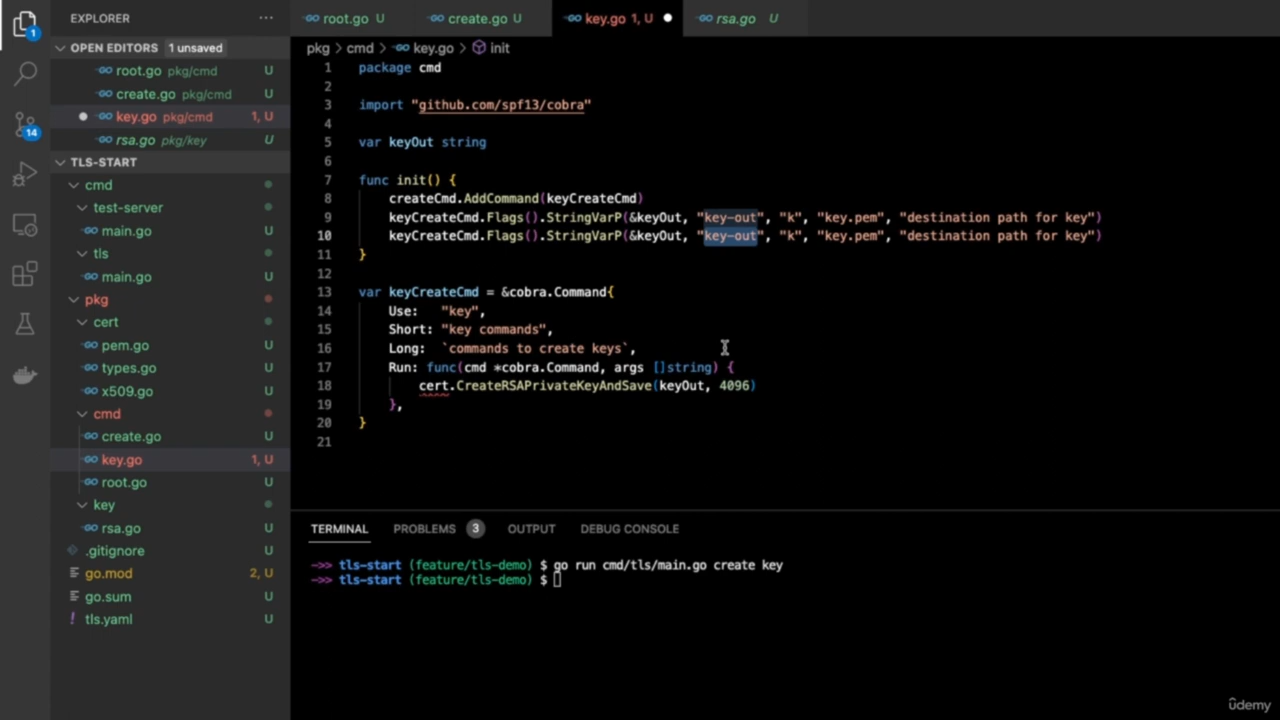 EXPLORER
root.go U
create.go U
key.go 1, U
rsa.go U
OPEN EDITORS 1 unsaved
root.go pkg/cmd U
create.go pkg/cmd U
key.go pkg/cmd 1, U
rsa.go pkg/key U
TLS-START
cmd
test-server
main.go U
tls
main.go U
pkg
cert
pem.go U
types.go U
x509.go U
cmd
create.go U
key.go 1, U
root.go U
key
rsa.go U
.gitignore U
go.mod 2, U
go.sum U
tls.yaml U
1
14
pkg > cmd > key.go > init
1 package cmd
2
3 import "github.com/spf13/cobra"
4
5 var keyOut string
6
7 func init() {
8 createCmd.AddCommand(keyCreateCmd)
9 keyCreateCmd.Flags().StringVarP(&keyOut, "key-out", "k", "key.pem", "destination path for key")
10 keyCreateCmd.Flags().StringVarP(&keyOut, "key-out", "k", "key.pem", "destination path for key")
11 }
12
13 var keyCreateCmd = &cobra.Command{
14 Use: "key",
15 Short: "key commands",
16 Long: `commands to create keys`,
17 Run: func(cmd *cobra.Command, args []string) {
18 cert.CreateRSAPrivateKeyAndSave(keyOut, 4096)
19 },
20 }
21
TERMINAL PROBLEMS 3 OUTPUT DEBUG CONSOLE
->> tls-start (feature/tls-demo) $ go run cmd/tls/main.go create key
->> tls-start (feature/tls-demo) $
ûdemy